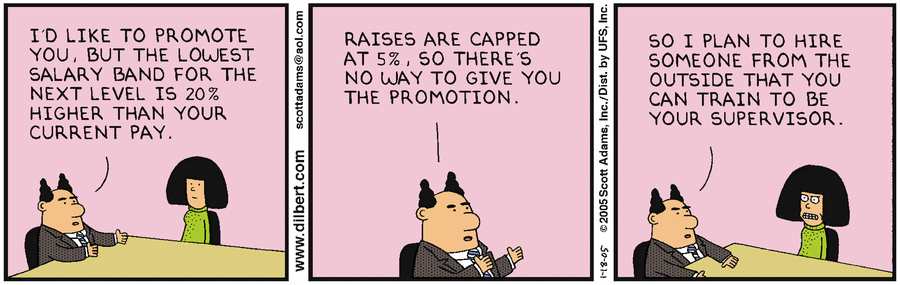 I'D LIKE TO PROMOTE
YOU, BUT THE LOWEST
SALARY BAND FOR THE
NEXT LEVEL IS 20%
HIGHER THAN YOUR
CURRENT PAY.
www.dilbert.com
scottadams@aol.com
RAISES ARE CAPPED
AT 5%, SO THERE'S
NO WAY TO GIVE YOU
THE PROMOTION.
1-18-05
©2005 Scott Adams, Inc./Dist. by UFS, Inc.
SO I PLAN TO HIRE
SOMEONE FROM THE
OUTSIDE THAT YOU
CAN TRAIN TO BE
YOUR SUPERVISOR.